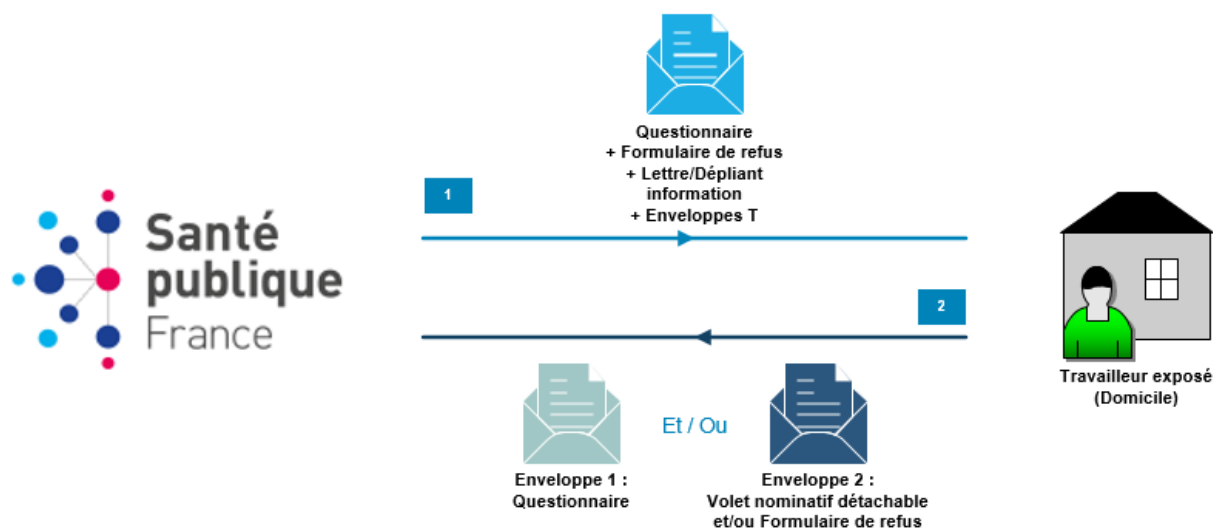 Questionnaire
+ Formulaire de refus
+ Lettre/Dépliant
information
+ Enveloppes T
1
Santé
publique
France
2
Travailleur exposé
(Domicile)
Et / Ou
Enveloppe 1 :
Questionnaire
Enveloppe 2 :
Volet nominatif détachable
et/ou Formulaire de refus